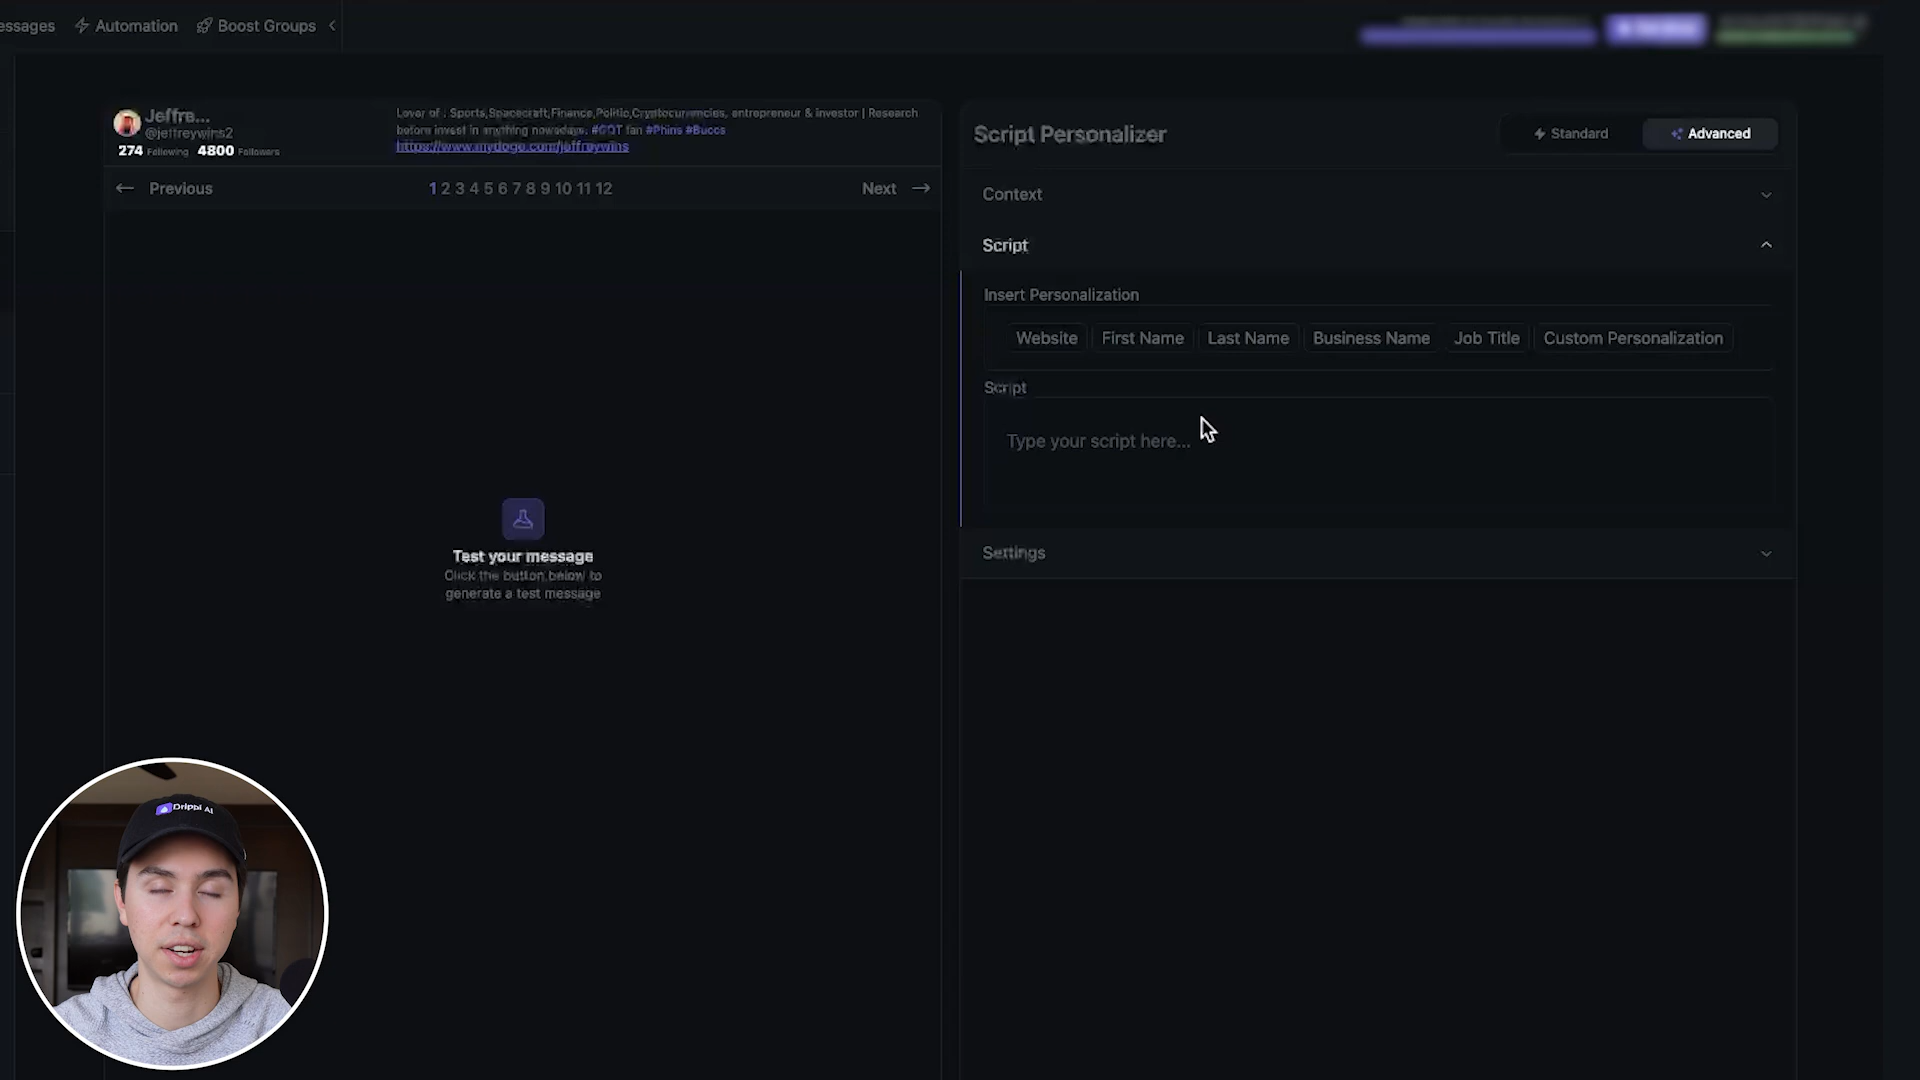 essages Automation Boost Groups
Jeffre...
@jeffreywins2
274 Following 4800 Followers
Lover of : Sports,Spacecraft,Finance,Politic,Cryptocurrencies, entrepreneur & investor | Research
before invest in anything nowadays. #GOT fan #Phins #Buccs
https://www.mydoge.com/jeffreywins
Previous
1 2 3 4 5 6 7 8 9 10 11 12
Next
Test your message
Click the button below to
generate a test message
Script Personalizer
Standard
Advanced
Context
Script
Insert Personalization
Website First Name Last Name Business Name Job Title Custom Personalization
Script
Type your script here...
Settings
Drippi AI